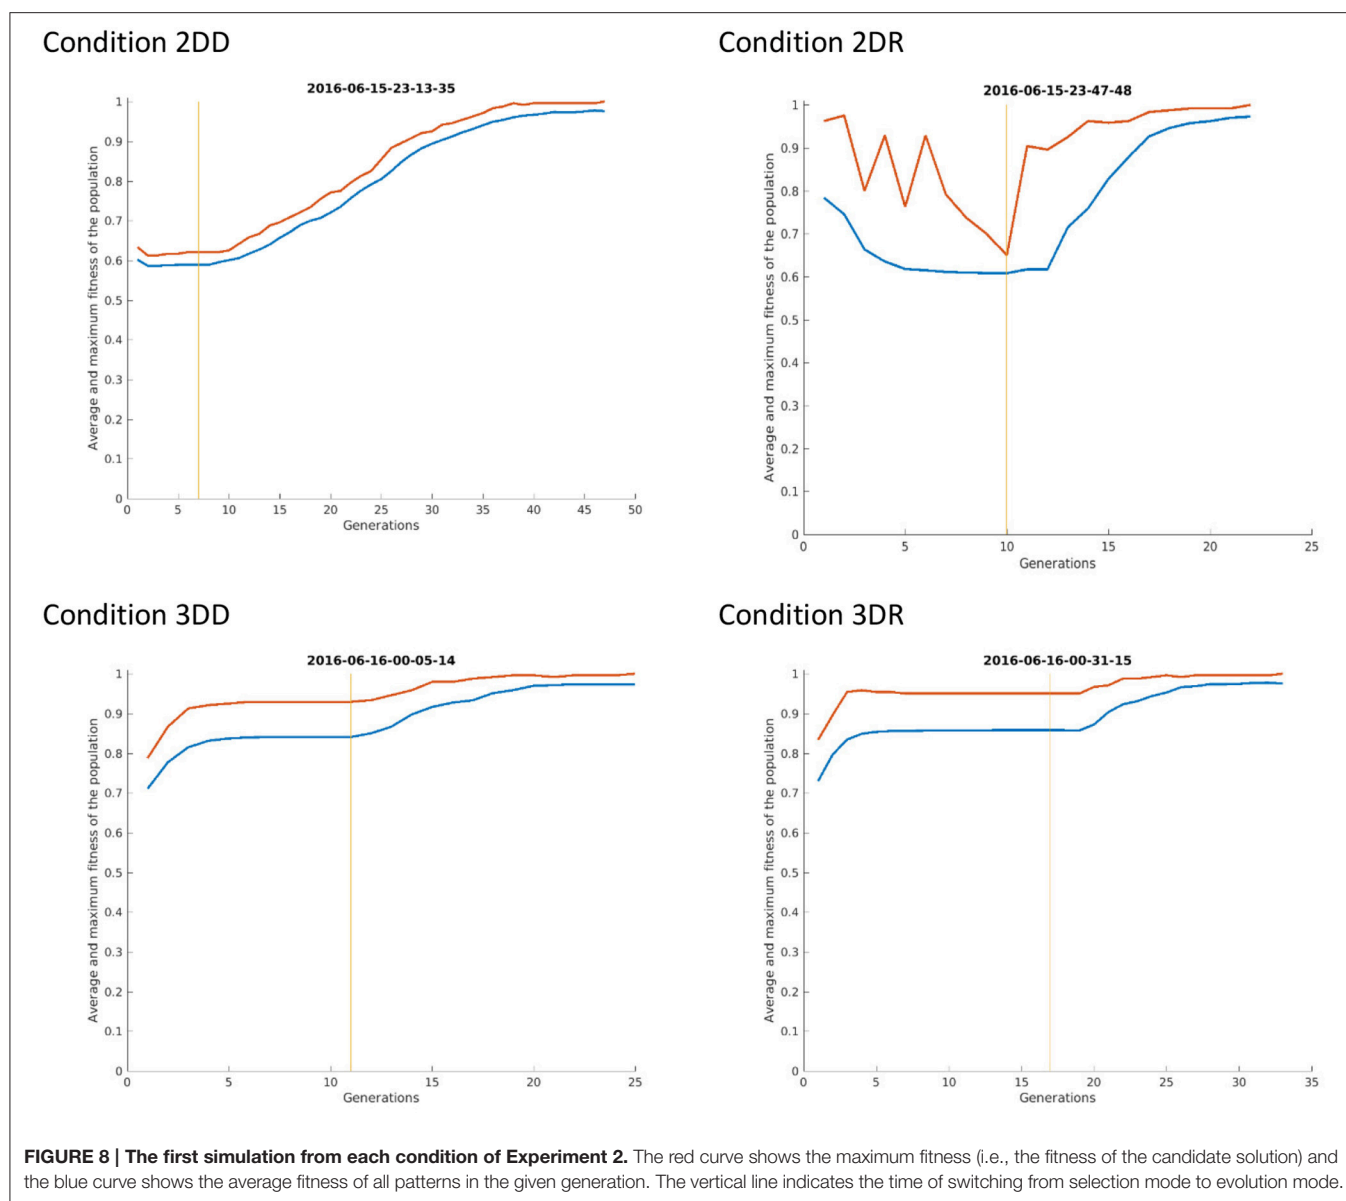 Condition 2DD
2016-06-15-23-13-35
Average and maximum fitness of the population
1
0.9
0.8
0.7
0.6
0.5
0.4
0.3
0.2
0.1
0
0 5 10 15 20 25 30 35 40 45 50
Generations
Condition 2DR
2016-06-15-23-47-48
Average and maximum fitness of the population
1
0.9
0.8
0.7
0.6
0.5
0.4
0.3
0.2
0.1
0
0 5 10 15 20 25
Generations
Condition 3DD
2016-06-16-00-05-14
Average and maximum fitness of the population
1
0.9
0.8
0.7
0.6
0.5
0.4
0.3
0.2
0.1
0
0 5 10 15 20 25
Generations
Condition 3DR
2016-06-16-00-31-15
Average and maximum fitness of the population
1
0.9
0.8
0.7
0.6
0.5
0.4
0.3
0.2
0.1
0
0 5 10 15 20 25 30 35
Generations
FIGURE 8 | The first simulation from each condition of Experiment 2. The red curve shows the maximum fitness (i.e., the fitness of the candidate solution) and
the blue curve shows the average fitness of all patterns in the given generation. The vertical line indicates the time of switching from selection mode to evolution mode.